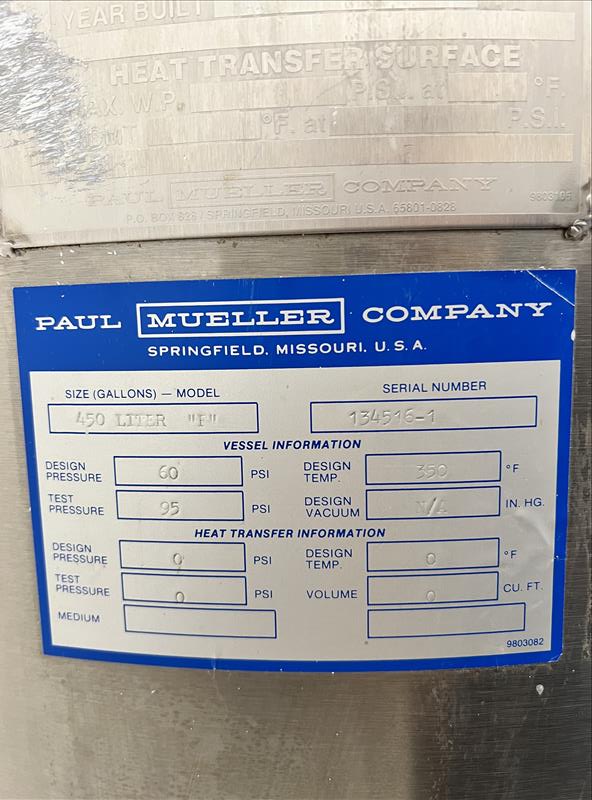 YEAR BUILT
HEAT TRANSFER SURFACE
MAX. W.P. P.S.I. at °F.
°F. at P.S.I.
PAUL MUELLER COMPANY
9803105
P.O. BOX 828 / SPRINGFIELD, MISSOURI U.S.A. 65801-0828
PAUL MUELLER COMPANY
SPRINGFIELD, MISSOURI, U.S.A.
SIZE (GALLONS) — MODEL SERIAL NUMBER
450 LITER "F" 134516-1
VESSEL INFORMATION
DESIGN PRESSURE 60 PSI DESIGN TEMP. 350 °F
TEST PRESSURE 95 PSI DESIGN VACUUM N/A IN. HG.
HEAT TRANSFER INFORMATION
DESIGN PRESSURE 0 PSI DESIGN TEMP. 0 °F
TEST PRESSURE 0 PSI VOLUME 0 CU. FT.
MEDIUM
9803082